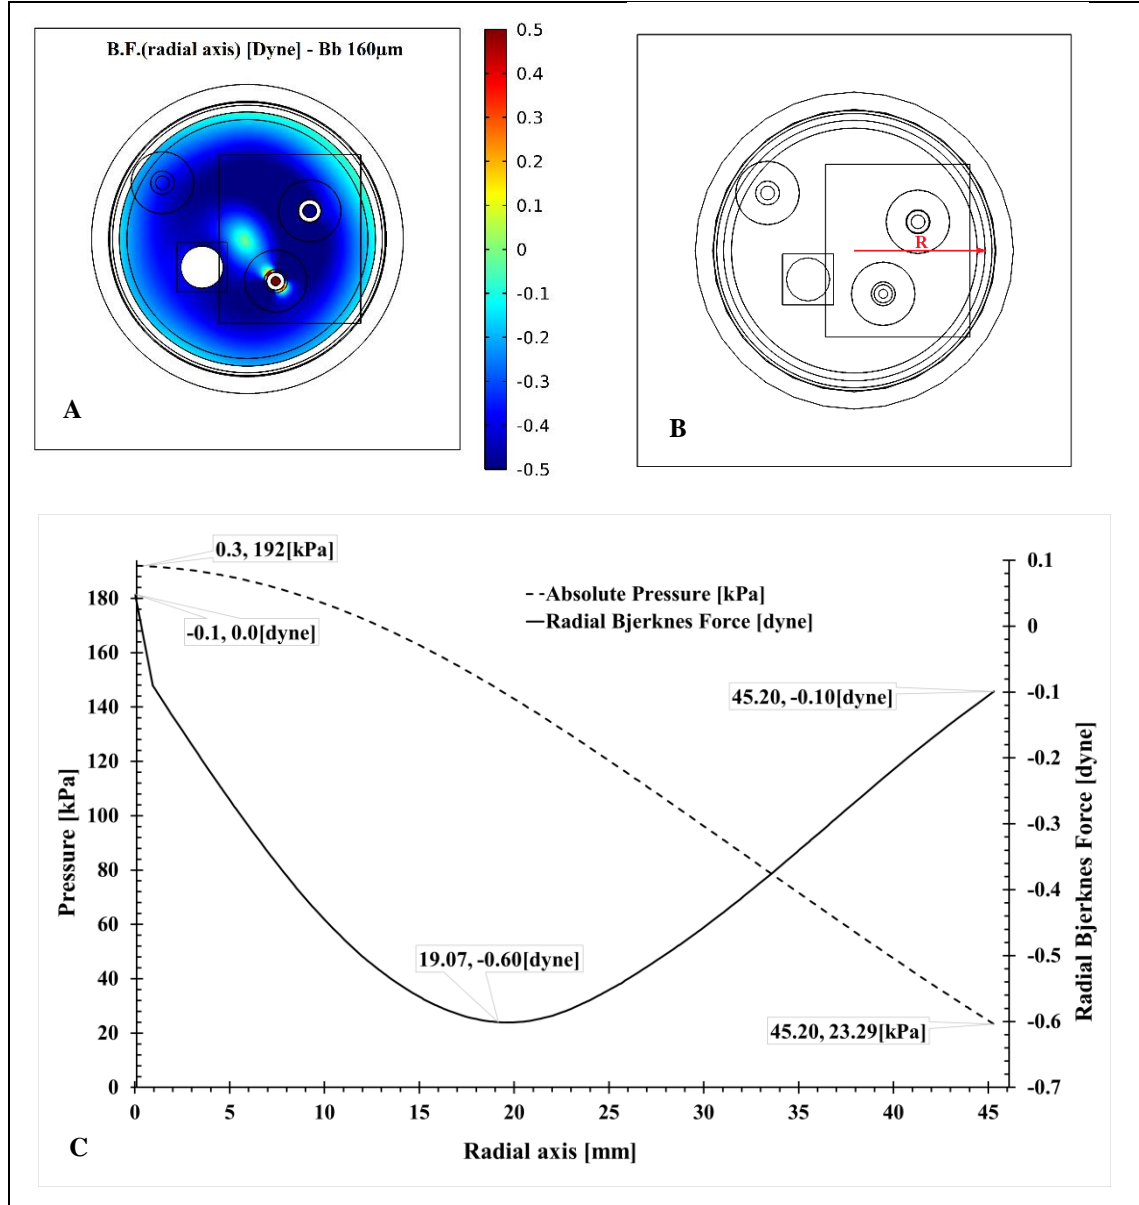 B.F.(radial axis) [Dyne] - Bb 160µm
0.5
0.4
0.3
0.2
0.1
0
-0.1
-0.2
-0.3
-0.4
-0.5
A
R
B
0.3, 192[kPa]
-0.1, 0.0[dyne]
Absolute Pressure [kPa]
Radial Bjerknes Force [dyne]
45.20, -0.10[dyne]
19.07, -0.60[dyne]
45.20, 23.29[kPa]
Pressure [kPa]
180
160
140
120
100
80
60
40
20
0
0.1
0
-0.1
-0.2
-0.3
-0.4
-0.5
-0.6
-0.7
Radial Bjerknes Force [dyne]
0 5 10 15 20 25 30 35 40 45
Radial axis [mm]
C